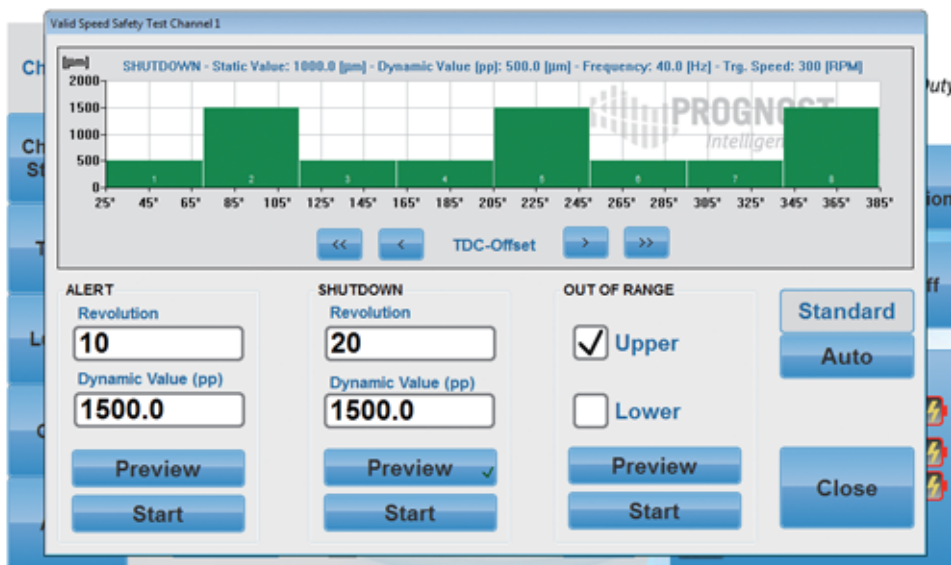 Valid Speed Safety Test Channel 1
[µm]
SHUTDOWN - Static Value: 1000.0 [µm] - Dynamic Value (pp): 500.0 [µm] - Frequency: 40.0 [Hz] - Trg. Speed: 300 [RPM]
2000
1500
1000
500
0
PROGNOST
Intelligen
1 2 3 4 5 6 7 8
25° 45° 65° 85° 105° 125° 145° 165° 185° 205° 225° 245° 265° 285° 305° 325° 345° 365° 385°
<< < TDC-Offset > >>
ALERT
Revolution
10
Dynamic Value (pp)
1500.0
Preview
Start
SHUTDOWN
Revolution
20
Dynamic Value (pp)
1500.0
Preview
Start
OUT OF RANGE
Upper
Lower
Preview
Start
Standard
Auto
Close